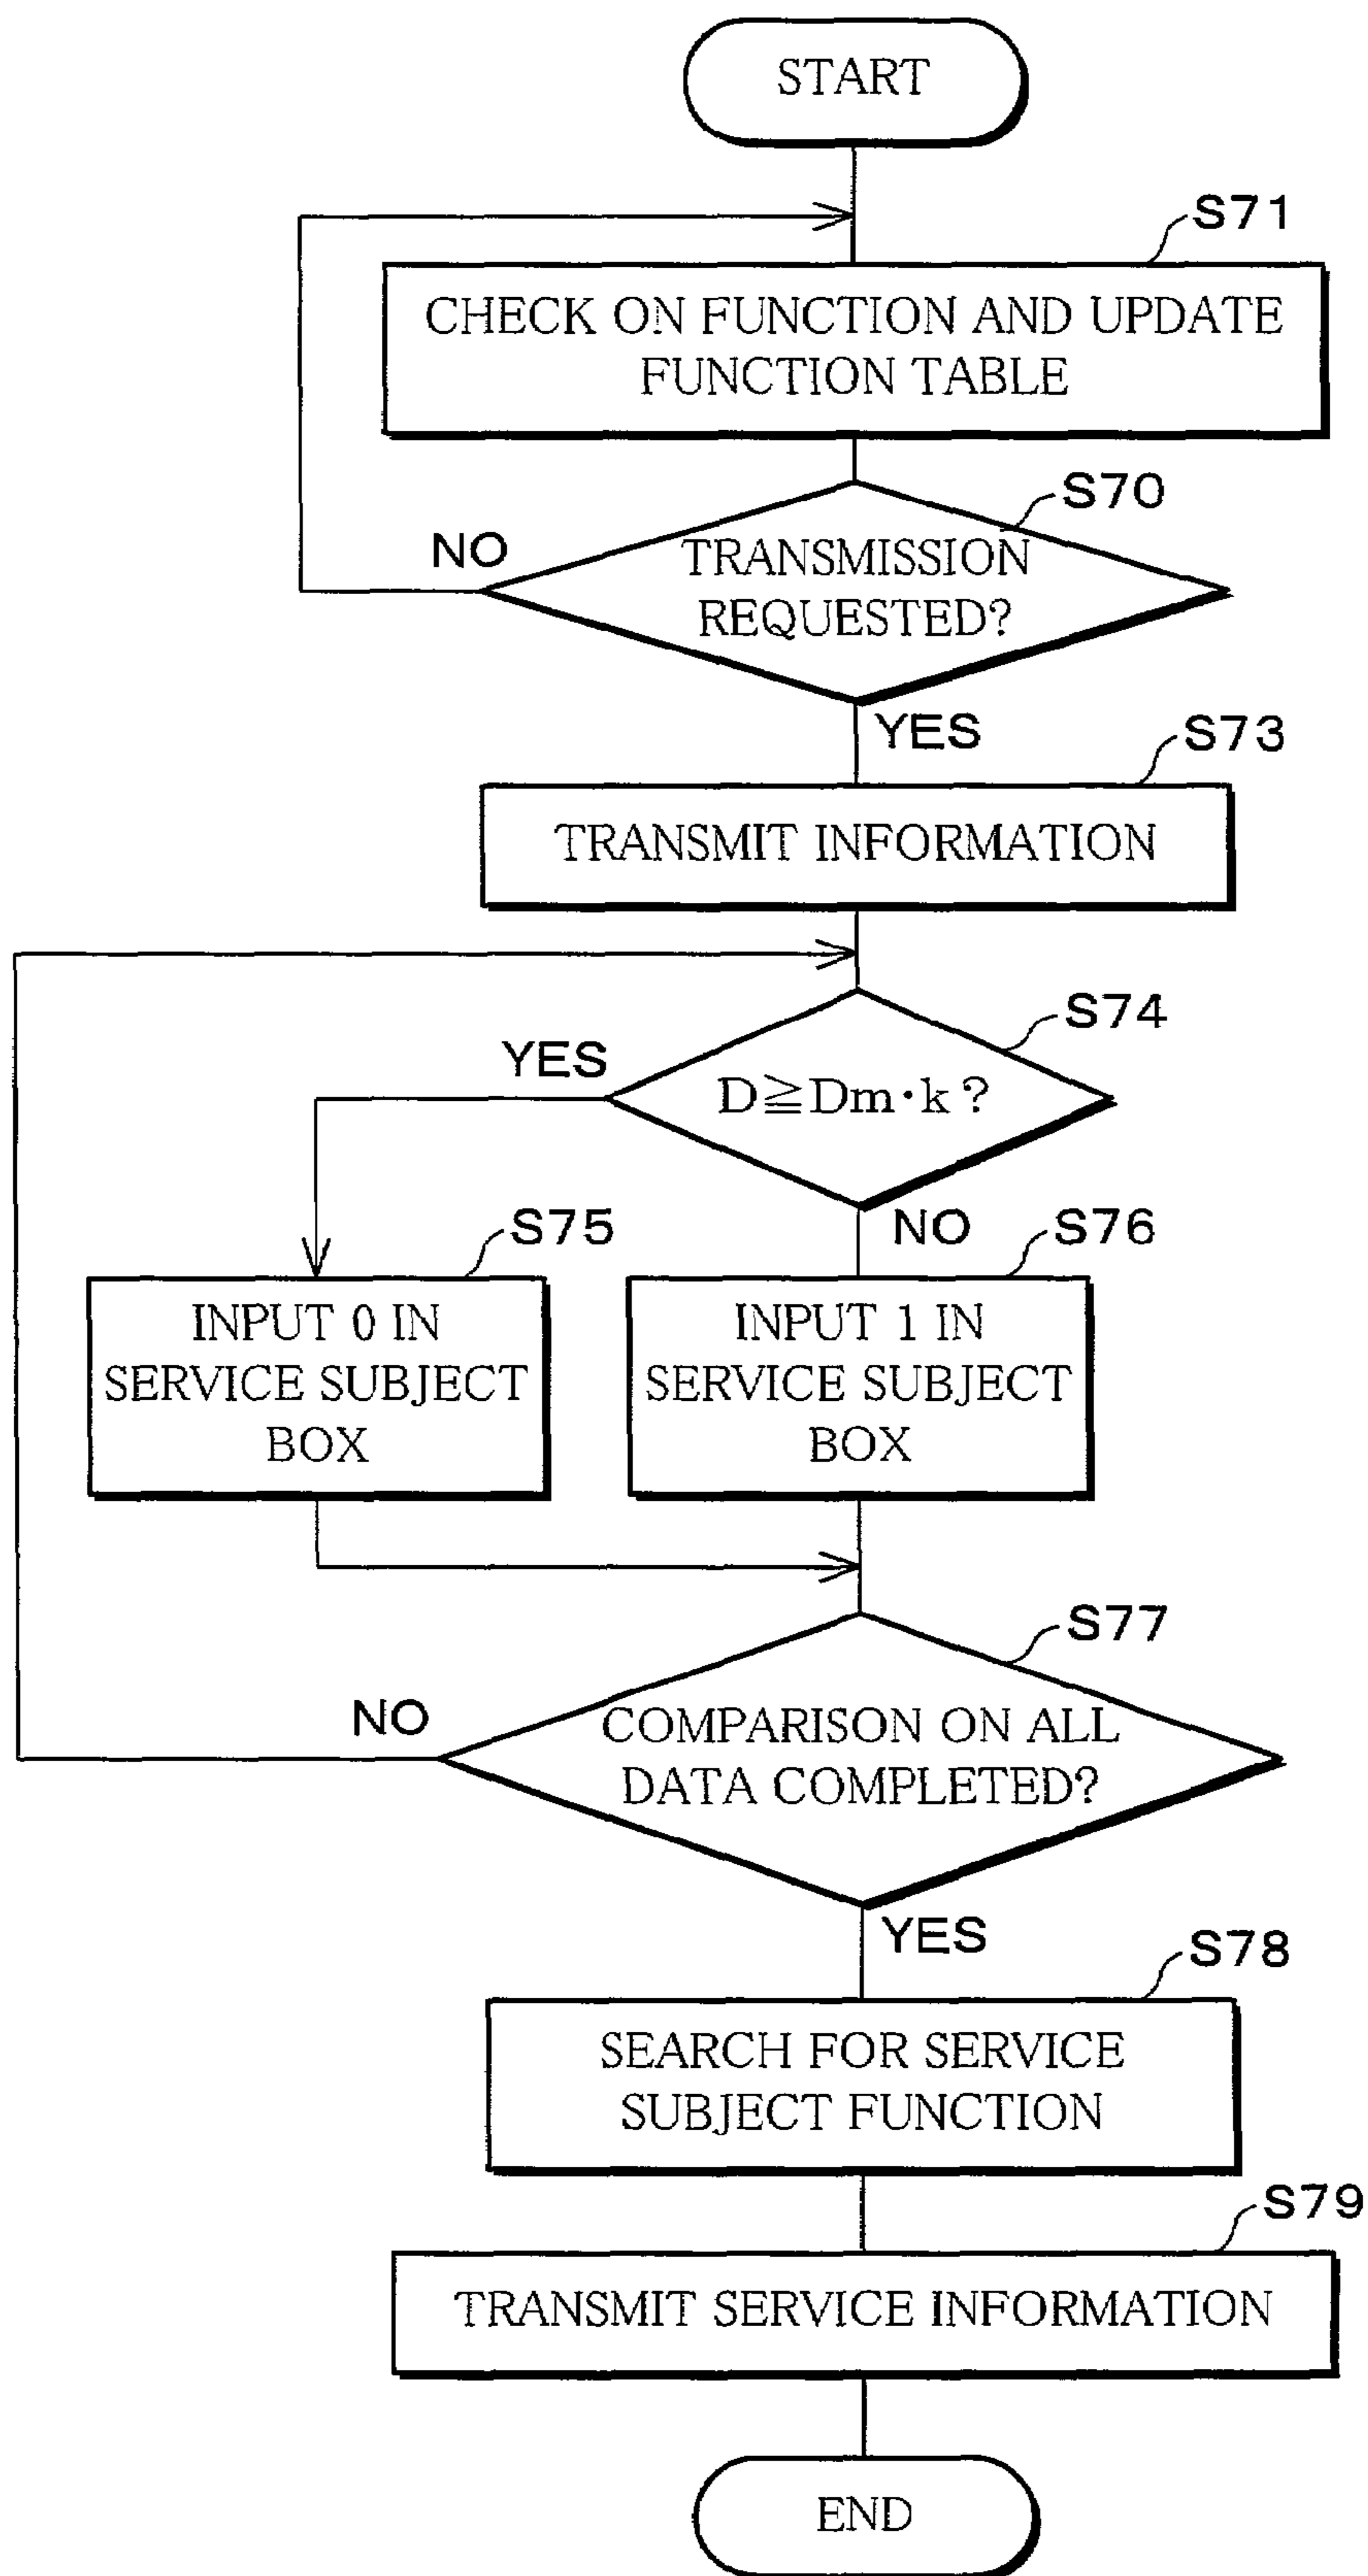 START
S71
CHECK ON FUNCTION AND UPDATE
FUNCTION TABLE
S70
NO
TRANSMISSION
REQUESTED?
YES
S73
TRANSMIT INFORMATION
S74
YES
D≧Dm·k?
NO
S75
S76
INPUT 0 IN
SERVICE SUBJECT
BOX
INPUT 1 IN
SERVICE SUBJECT
BOX
S77
NO
COMPARISON ON ALL
DATA COMPLETED?
YES
S78
SEARCH FOR SERVICE
SUBJECT FUNCTION
S79
TRANSMIT SERVICE INFORMATION
END